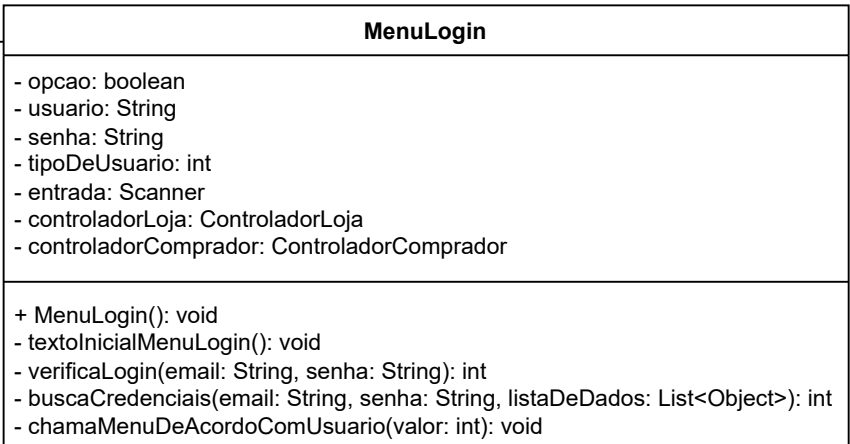 MenuLogin
- opcao: boolean
- usuario: String
- senha: String
- tipoDeUsuario: int
- entrada: Scanner
- controladorLoja: ControladorLoja
- controladorComprador: ControladorComprador
+ MenuLogin(): void
- textoInicialMenuLogin(): void
- verificaLogin(email: String, senha: String): int
- buscaCredenciais(email: String, senha: String, listaDeDados: List<Object>): int
- chamaMenuDeAcordoComUsuario(valor: int): void